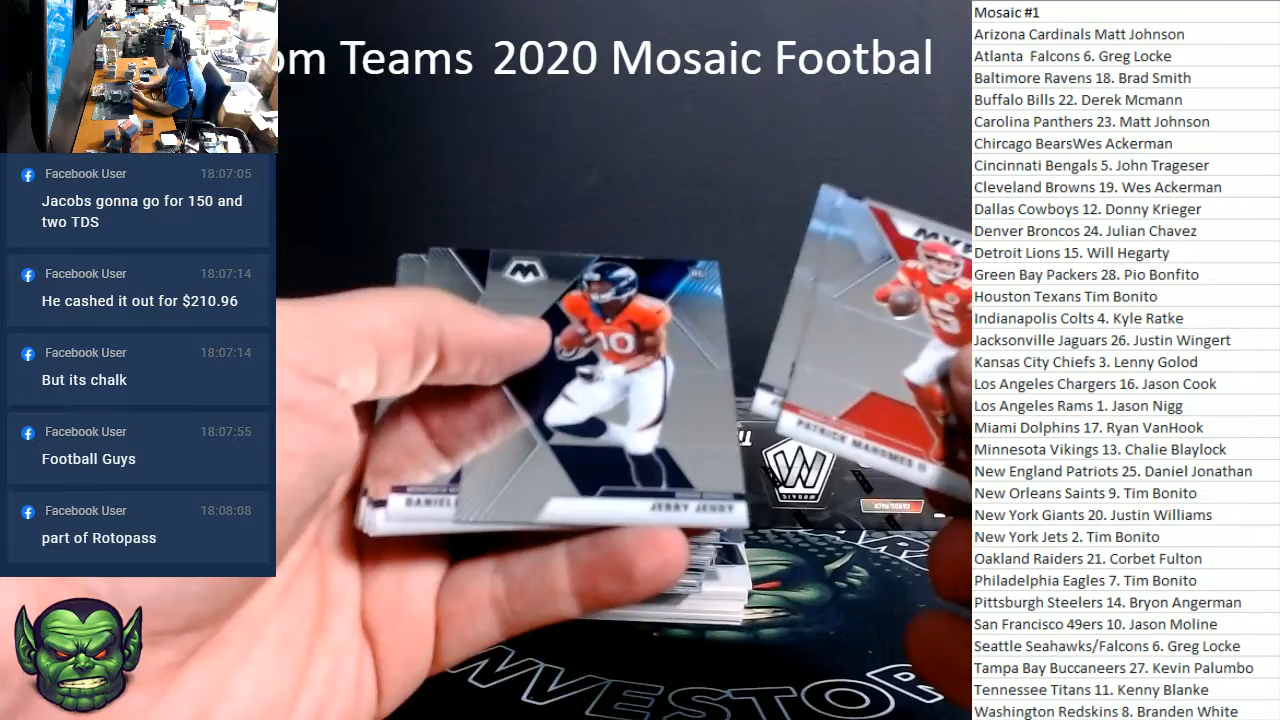 om Teams 2020 Mosaic Footbal
Facebook User 18:07:05
Jacobs gonna go for 150 and
two TDS
Facebook User 18:07:14
He cashed it out for $210.96
Facebook User 18:07:14
But its chalk
Facebook User 18:07:55
Football Guys
Facebook User 18:08:08
part of Rotopass
10
DANIEL
JERRY JEUDY
15
PATRICK MAHOMES II
MOSAIC
CARDS/PACK
INVESTOR
Mosaic #1
Arizona Cardinals Matt Johnson
Atlanta Falcons 6. Greg Locke
Baltimore Ravens 18. Brad Smith
Buffalo Bills 22. Derek Mcmann
Carolina Panthers 23. Matt Johnson
Chircago BearsWes Ackerman
Cincinnati Bengals 5. John Trageser
Cleveland Browns 19. Wes Ackerman
Dallas Cowboys 12. Donny Krieger
Denver Broncos 24. Julian Chavez
Detroit Lions 15. Will Hegarty
Green Bay Packers 28. Pio Bonfito
Houston Texans Tim Bonito
Indianapolis Colts 4. Kyle Ratke
Jacksonville Jaguars 26. Justin Wingert
Kansas City Chiefs 3. Lenny Golod
Los Angeles Chargers 16. Jason Cook
Los Angeles Rams 1. Jason Nigg
Miami Dolphins 17. Ryan VanHook
Minnesota Vikings 13. Chalie Blaylock
New England Patriots 25. Daniel Jonathan
New Orleans Saints 9. Tim Bonito
New York Giants 20. Justin Williams
New York Jets 2. Tim Bonito
Oakland Raiders 21. Corbet Fulton
Philadelphia Eagles 7. Tim Bonito
Pittsburgh Steelers 14. Bryon Angerman
San Francisco 49ers 10. Jason Moline
Seattle Seahawks/Falcons 6. Greg Locke
Tampa Bay Buccaneers 27. Kevin Palumbo
Tennessee Titans 11. Kenny Blanke
Washington Redskins 8. Branden White